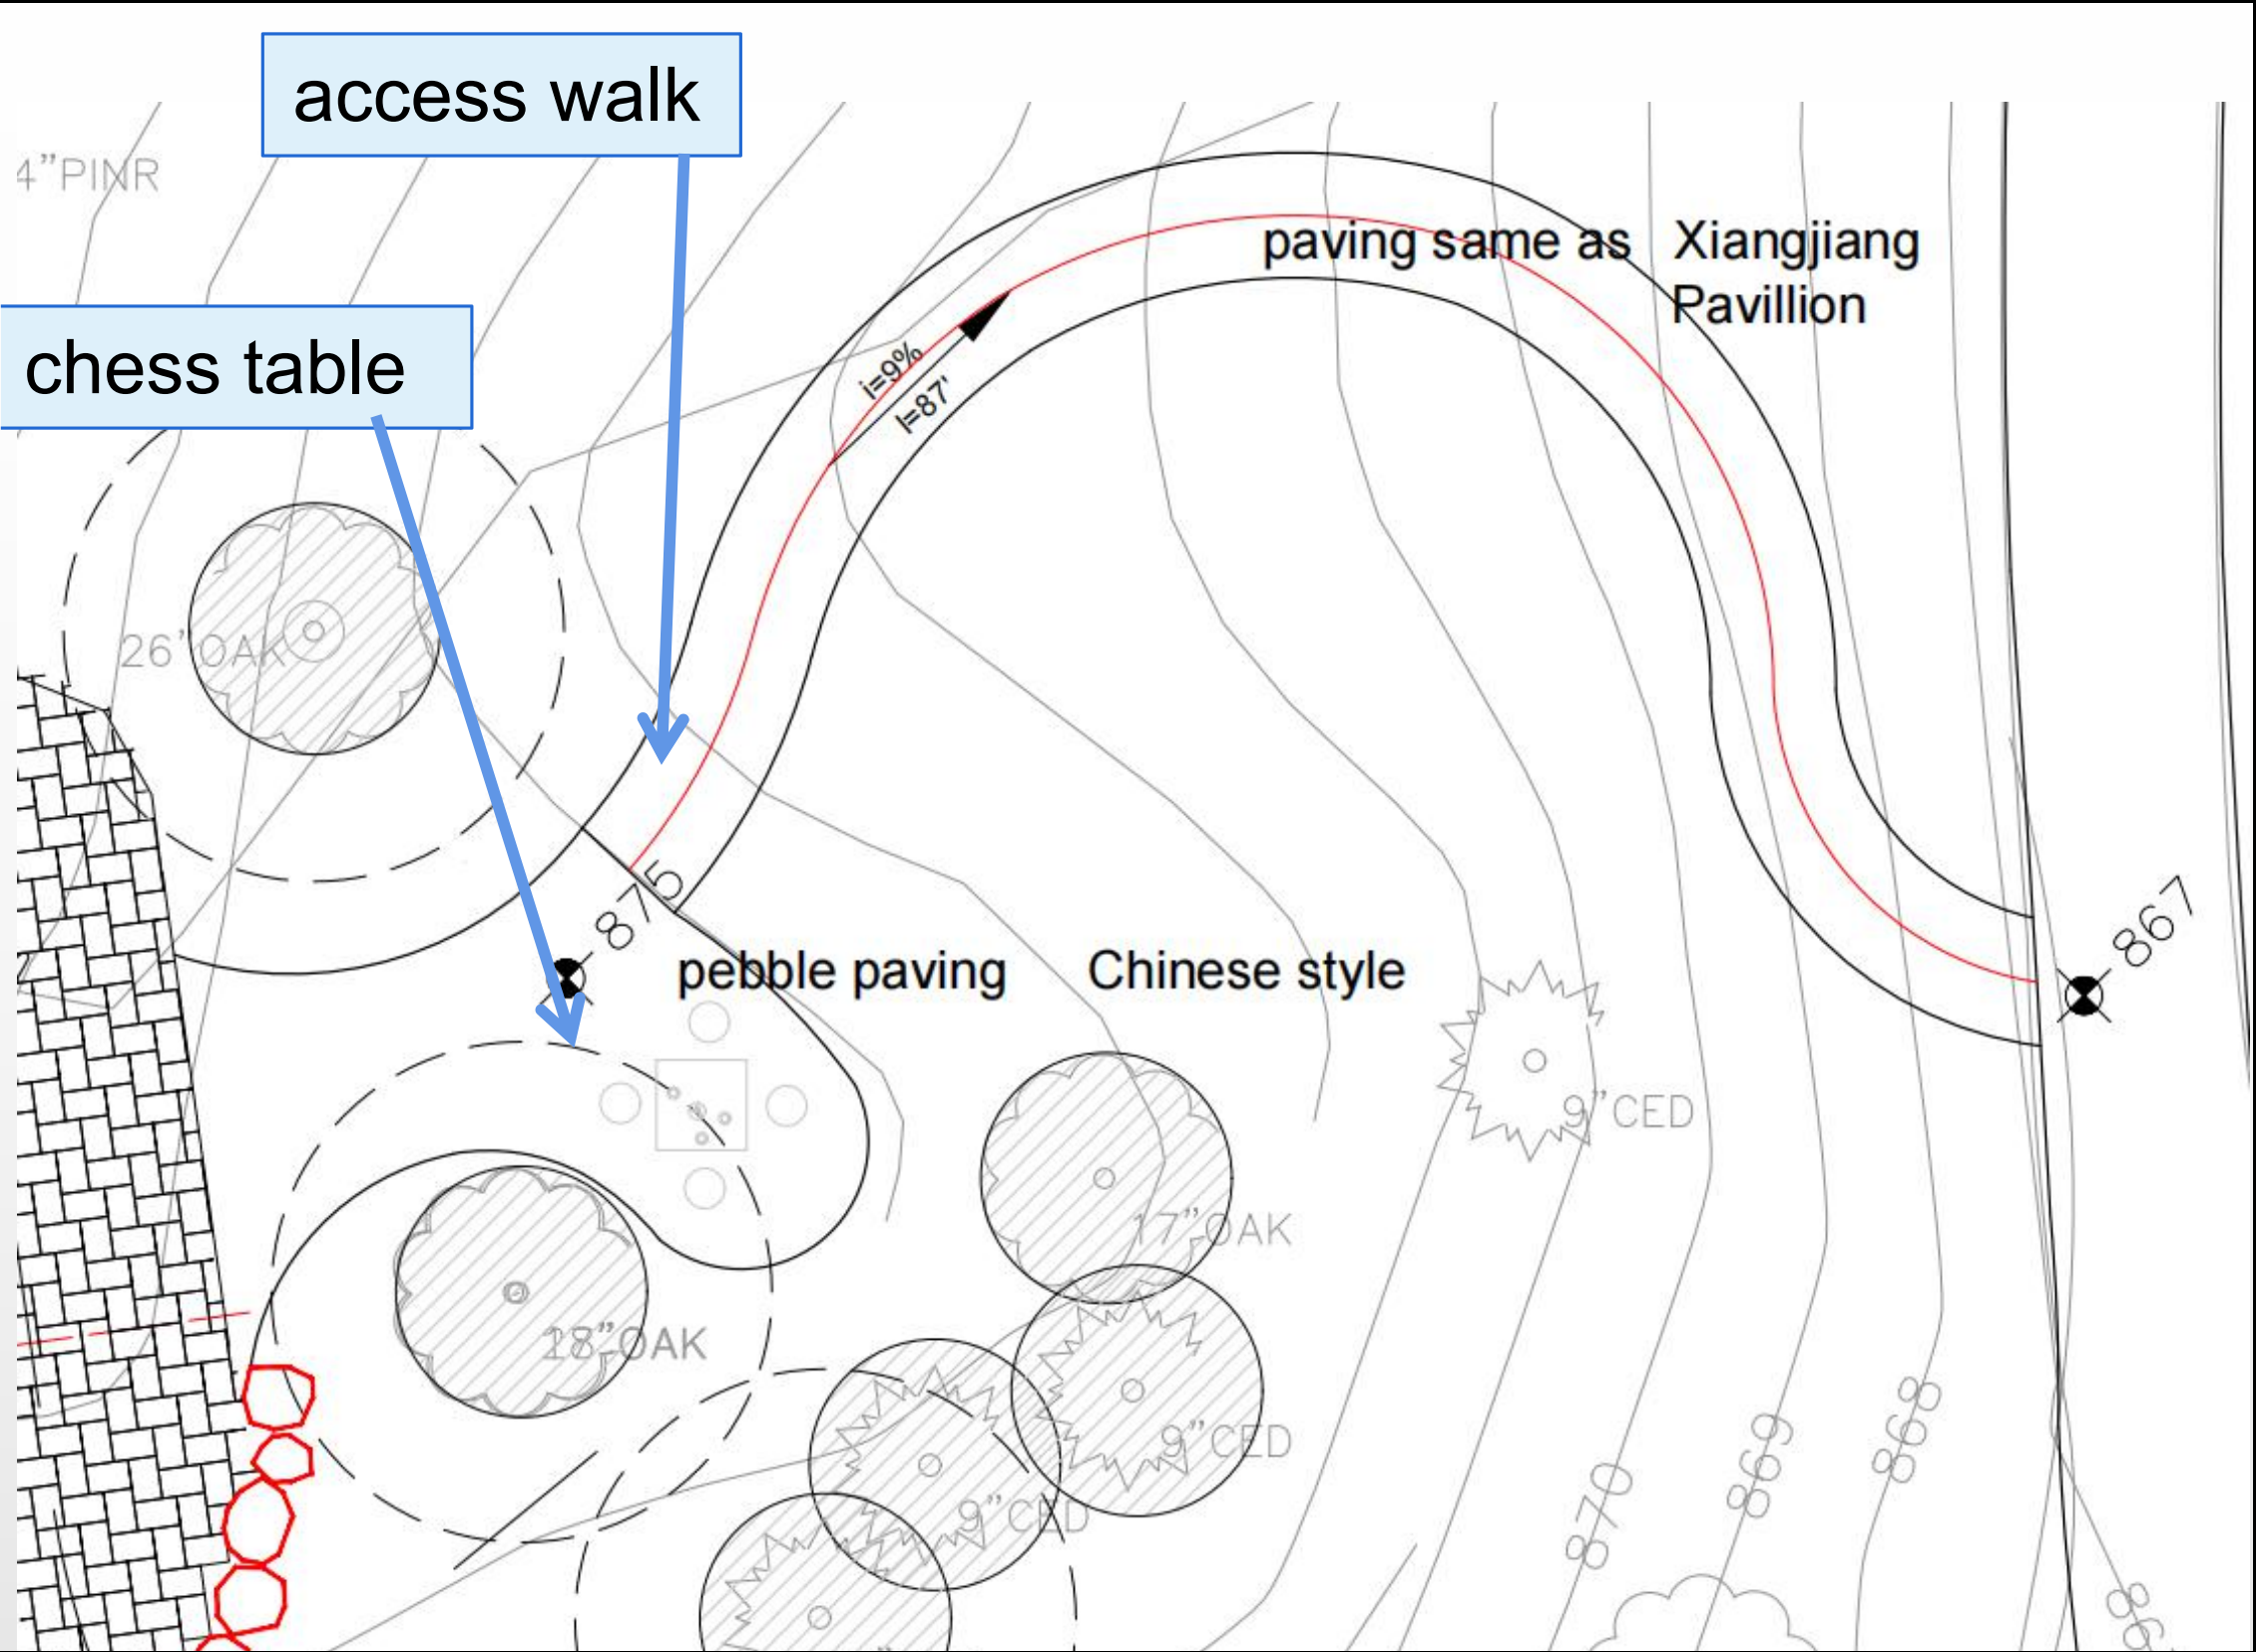 access walk
4"PINR
paving same as Xiangjiang
Pavillion
chess table
i=9%
l=87'
26'OAK
875
867
pebble paving Chinese style
9"CED
17"OAK
18"OAK
9"CED
9"CED
870
869
868